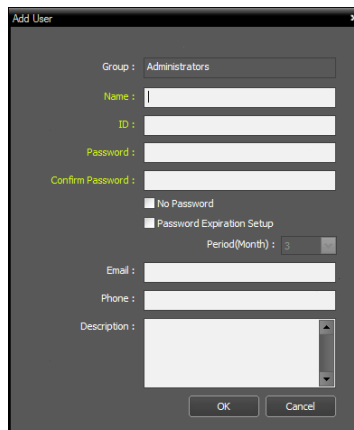 Add User
Group : Administrators
Name :
ID :
Password :
Confirm Password :
No Password
Password Expiration Setup
Period(Month) : 3
Email :
Phone :
Description :
OK Cancel